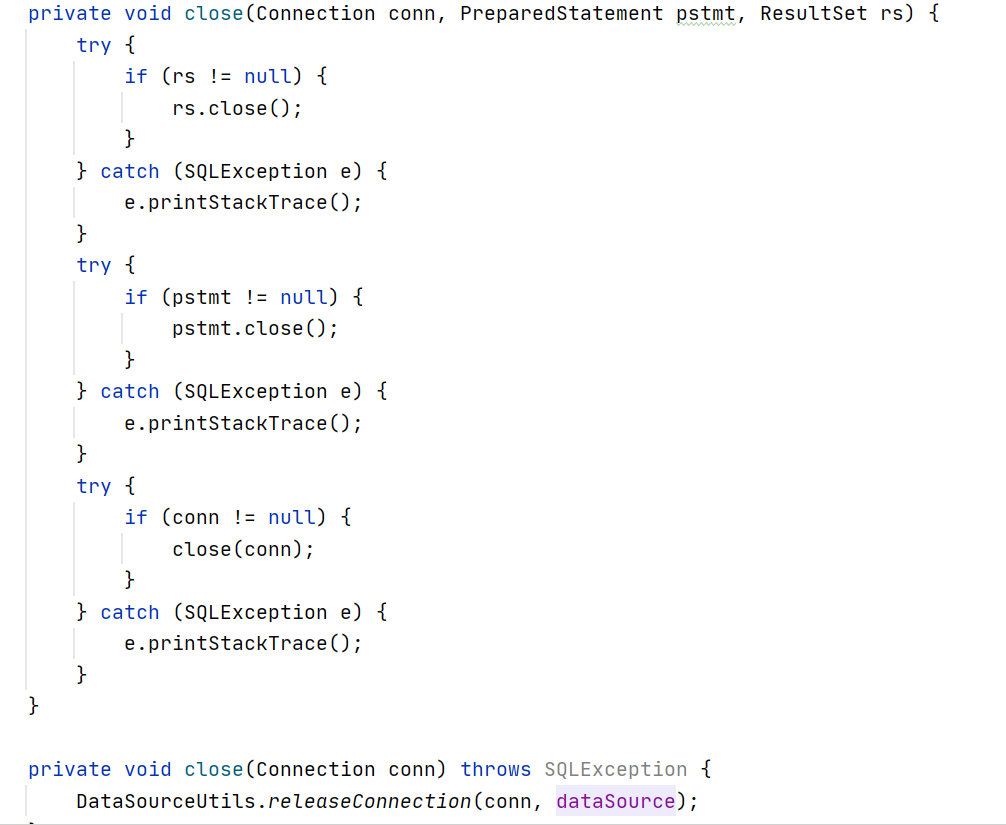 private void close(Connection conn, PreparedStatement pstmt, ResultSet rs) {
    try {
        if (rs != null) {
            rs.close();
        }
    } catch (SQLException e) {
        e.printStackTrace();
    }
    try {
        if (pstmt != null) {
            pstmt.close();
        }
    } catch (SQLException e) {
        e.printStackTrace();
    }
    try {
        if (conn != null) {
            close(conn);
        }
    } catch (SQLException e) {
        e.printStackTrace();
    }
}

private void close(Connection conn) throws SQLException {
    DataSourceUtils.releaseConnection(conn, dataSource);